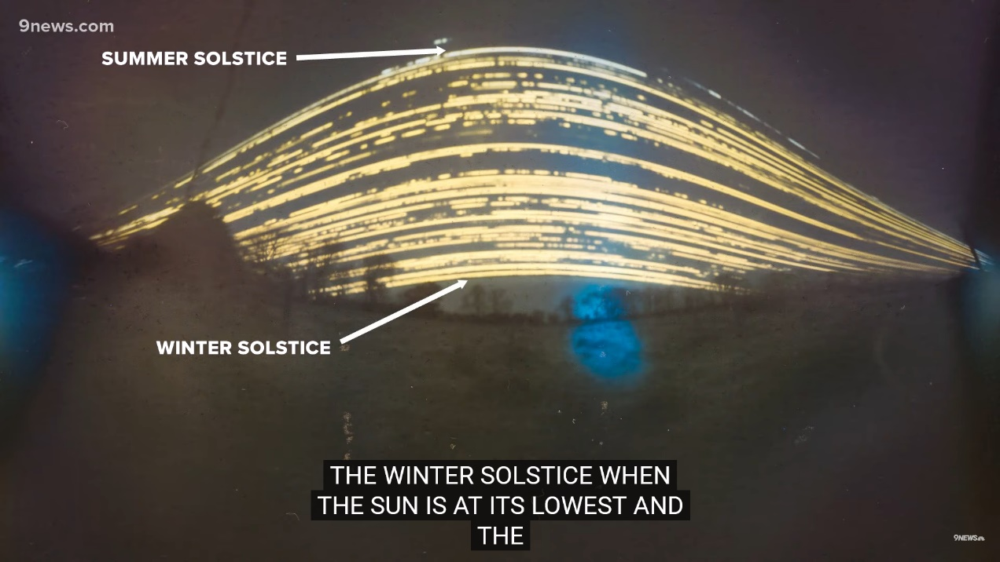 9news.com
SUMMER SOLSTICE
WINTER SOLSTICE
THE WINTER SOLSTICE WHEN
THE SUN IS AT ITS LOWEST AND
THE
9NEWS